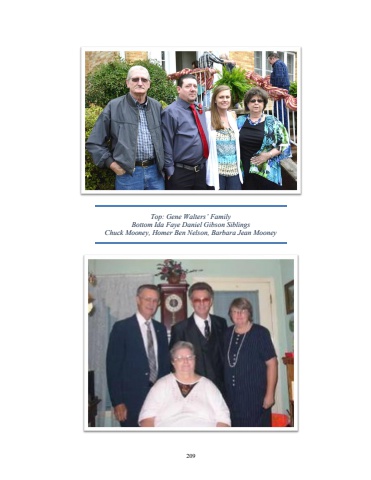 Top: Gene Walters' Family
Bottom Ida Faye Daniel Gibson Siblings
Chuck Mooney, Homer Ben Nelson, Barbara Jean Mooney
209